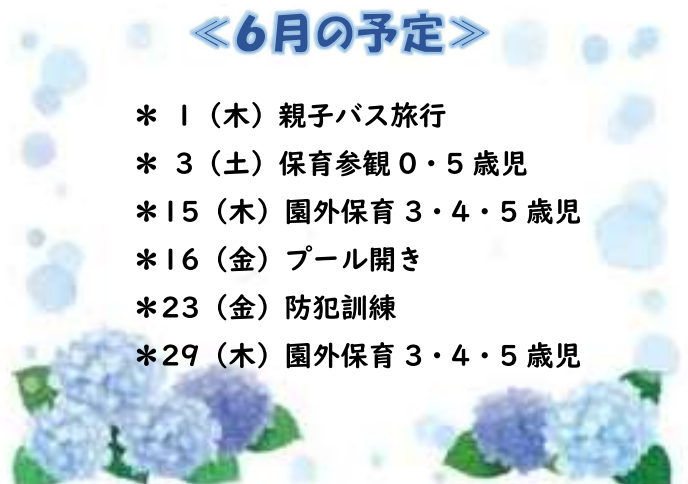 ≪6月の予定≫
＊ 1（木）親子バス旅行
＊ 3（土）保育参観0・5歳児
＊15（木）園外保育3・4・5歳児
＊16（金）プール開き
＊23（金）防犯訓練
＊29（木）園外保育3・4・5歳児